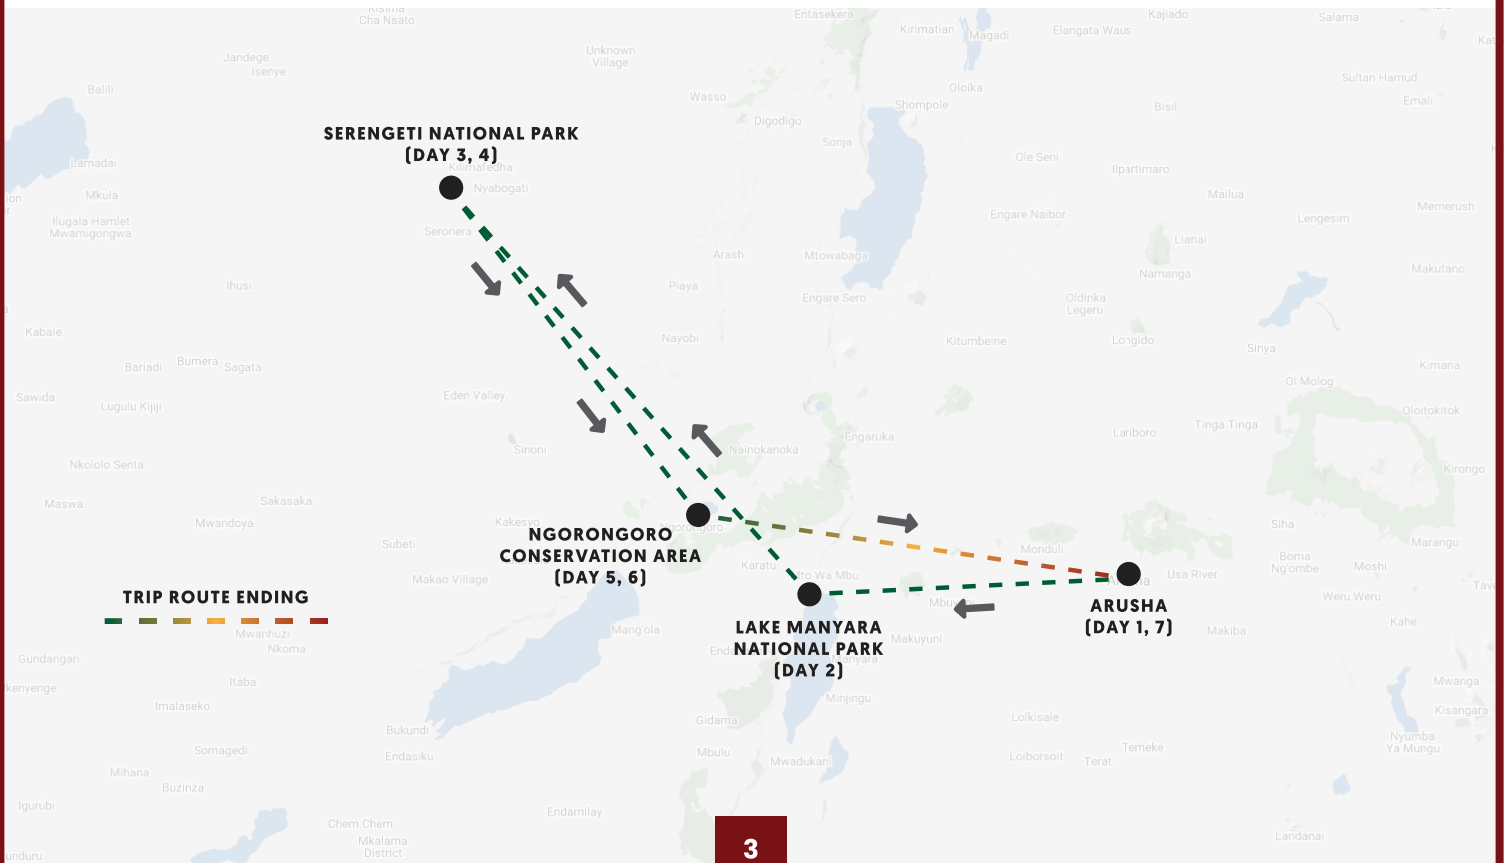 Kisima
Cha Nsato
Entasekera
Kirimatian
Magadi
Elangata Waus
Kajiado
Salama
Unknown
Village
Jandege
Isenye
Balili
Wasso
Oloika
Shompole
Sultan Hamud
Emali
Bisil
Digodigo
Sonja
SERENGETI NATIONAL PARK
(DAY 3, 4)
Kilimafedha
Nyabogati
Lamadai
Ole Seni
Ilpartimaro
Mkula
Mailua
Memerush
Ilugala Hamlet
Mwamigongwa
Engare Naibor
Lengesim
Seronera
Lianai
Arash
Mtowabaga
Namanga
Makutano
Ihusi
Piaya
Engare Sero
Oldinka
Legeru
Kabale
Nayobi
Kitumbeine
Longido
Sinya
Bariadi
Bumera
Sagata
Kimana
Ol Molog
Sawida
Lugulu Kijiji
Eden Valley
Oloitokitok
Tinga Tinga
Lariboro
Engaruka
Nainokanoka
Sinoni
Nkololo Senta
Kirongo
Maswa
Sakasaka
Mwandoya
Kakesyo
Ngorongoro
Siha
NGORONGORO
CONSERVATION AREA
(DAY 5, 6)
Subeti
Makao Village
Karatu
Mto Wa Mbu
Monduli
Arusha
Usa River
Boma
Ng'ombe
Marangu
Moshi
Weru Weru
TRIP ROUTE ENDING
ARUSHA
(DAY 1, 7)
LAKE MANYARA
NATIONAL PARK
(DAY 2)
Mwanhuzi
Nkoma
Mang'ola
Makuyuni
Makiba
Kahe
Gundangari
Manyara
Itaba
Minjingu
Mwanga
Kisangara
Imalaseko
Gidama
Lolkisale
Bukundi
Nyumba
Ya Mungu
Somagedi
Endasiku
Mbulu
Mwadukani
Loiborsoit
Terat
Temeke
Mihana
Buzinza
Igurubi
Endamilay
Chem Chem
Mkalama
District
Landanai
3